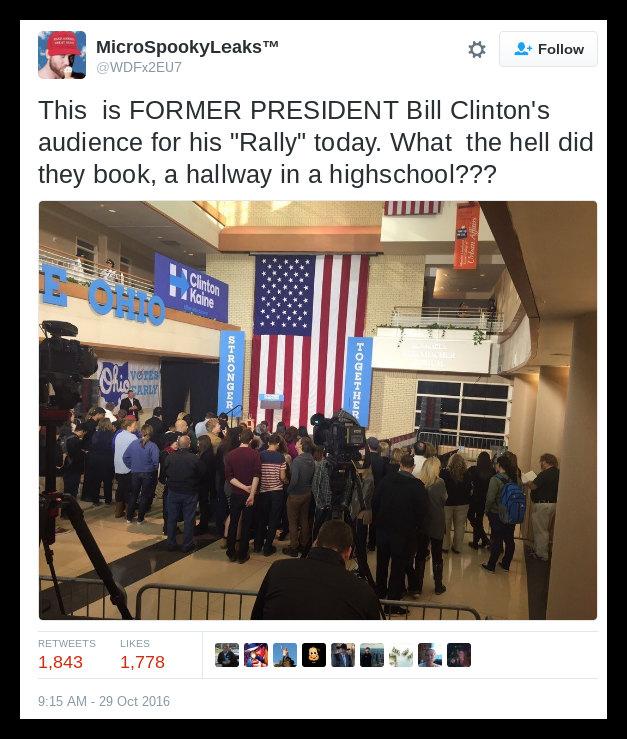 MicroSpookyLeaks™
@WDFx2EU7
Follow
This is FORMER PRESIDENT Bill Clinton's
audience for his "Rally" today. What the hell did
they book, a hallway in a highschool???
Urban Affairs
E OHIO
Clinton
Kaine
STRONGER
TOGETHER
Ohio VOTES
EARLY
RETWEETS
LIKES
1,843
1,778
9:15 AM - 29 Oct 2016